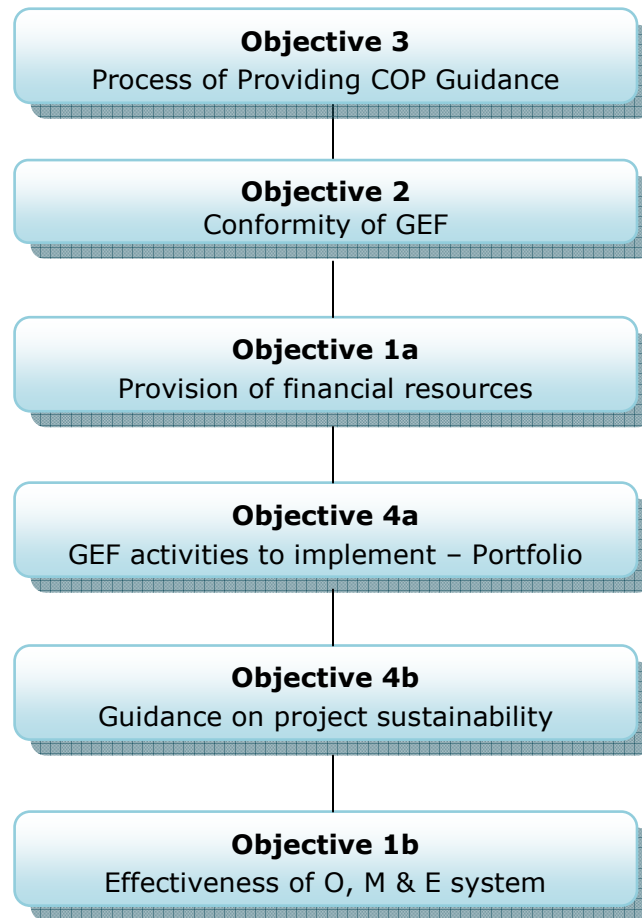 Objective 3
Process of Providing COP Guidance
Objective 2
Conformity of GEF
Objective 1a
Provision of financial resources
Objective 4a
GEF activities to implement – Portfolio
Objective 4b
Guidance on project sustainability
Objective 1b
Effectiveness of O, M & E system